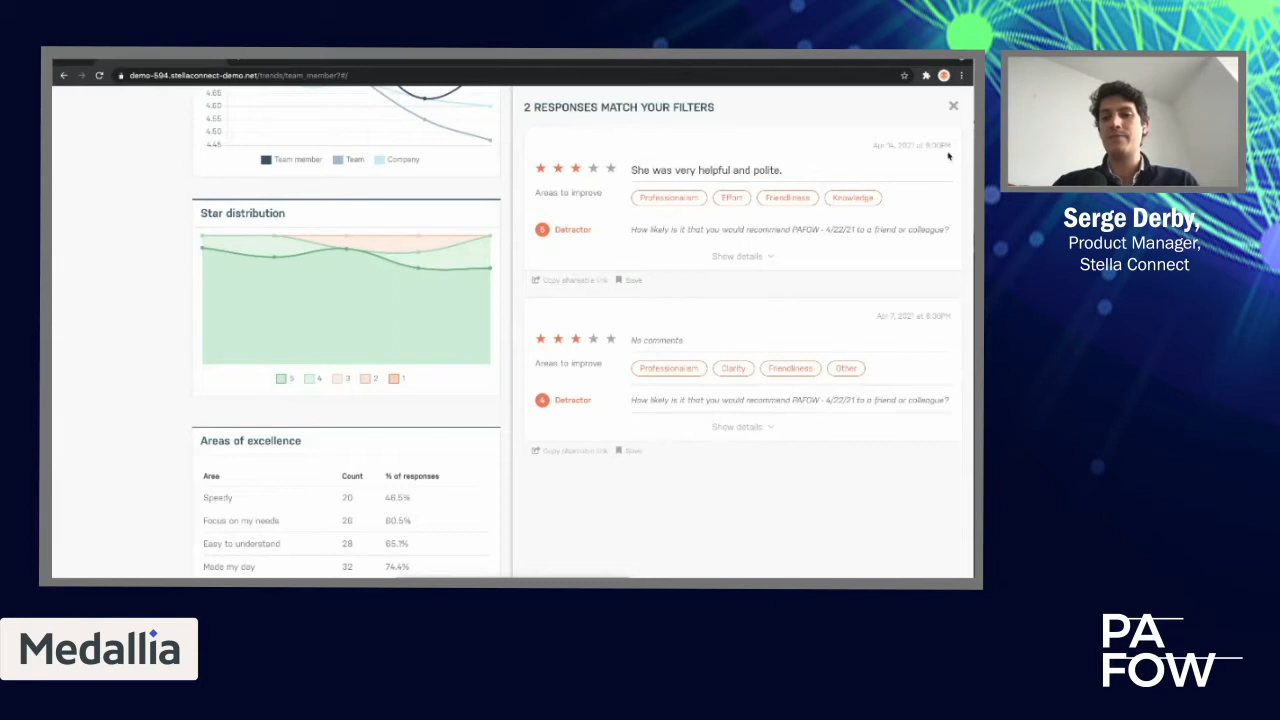 demo-594.stellaconnect-demo.net/trends/team_member?#/
4.65
4.60
4.55
4.50
4.45
Team member Team Company
Star distribution
5 4 3 2 1
Areas of excellence
Area Count % of responses
Speedy 20 46.5%
Focus on my needs 26 60.5%
Easy to understand 28 65.1%
Made my day 32 74.4%
2 RESPONSES MATCH YOUR FILTERS
Apr 14, 2021 at 8:00PM
She was very helpful and polite.
Areas to improve
Professionalism Effort Friendliness Knowledge
5 Detractor
How likely is it that you would recommend PAFOW - 4/22/21 to a friend or colleague?
Show details
Copy shareable link Save
Apr 7, 2021 at 8:00PM
No comments
Areas to improve
Professionalism Clarity Friendliness Other
4 Detractor
How likely is it that you would recommend PAFOW - 4/22/21 to a friend or colleague?
Show details
Copy shareable link Save
Serge Derby,
Product Manager,
Stella Connect
Medallia
PA
FOW